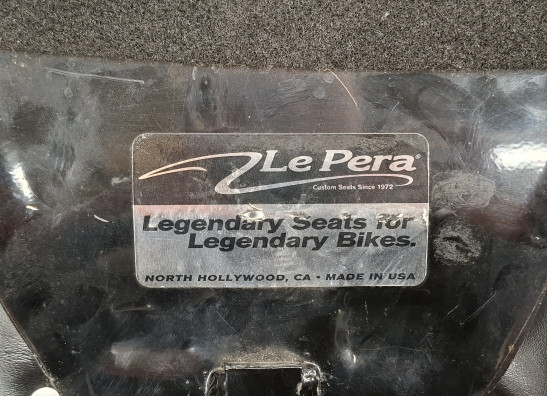 Le Pera®
Custom Seats Since 1972
Legendary Seats for
Legendary Bikes.
NORTH HOLLYWOOD, CA • MADE IN USA